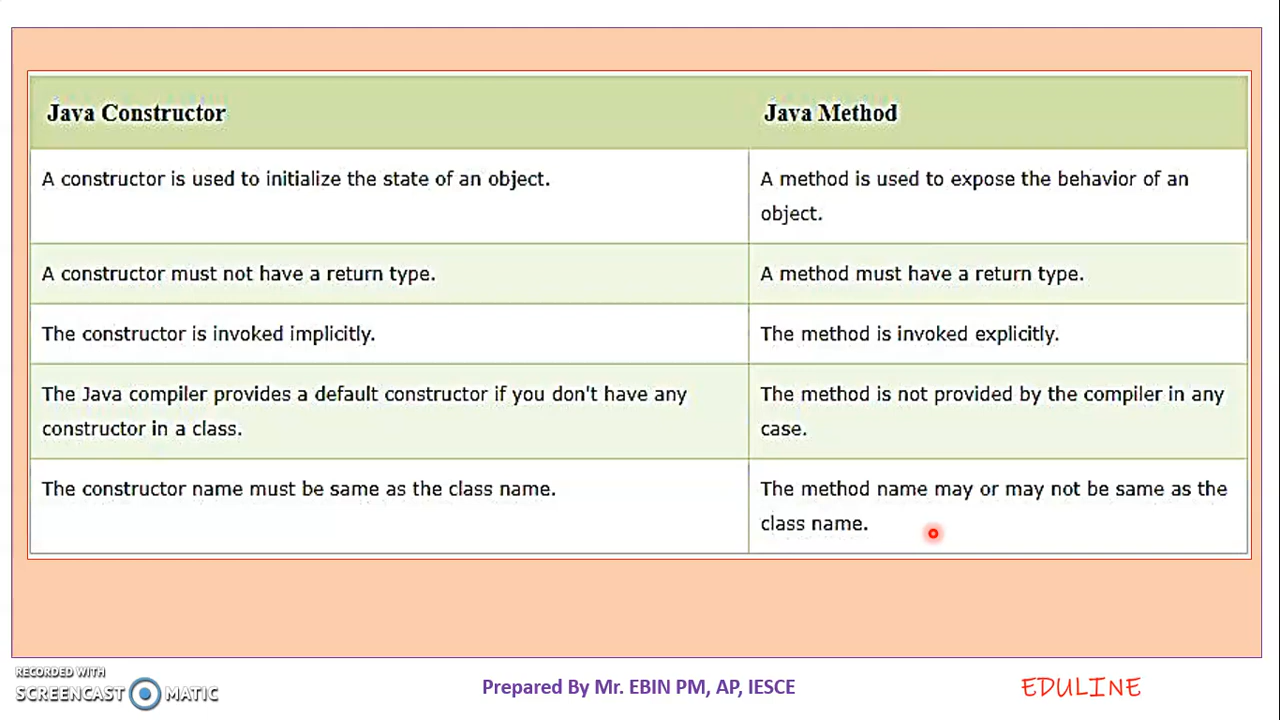 Java Constructor
Java Method
A constructor is used to initialize the state of an object.
A method is used to expose the behavior of an
object.
A constructor must not have a return type.
A method must have a return type.
The constructor is invoked implicitly.
The method is invoked explicitly.
The Java compiler provides a default constructor if you don't have any
constructor in a class.
The method is not provided by the compiler in any
case.
The constructor name must be same as the class name.
The method name may or may not be same as the
class name.
RECORDED WITH
SCREENCAST MATIC
Prepared By Mr. EBIN PM, AP, IESCE
EDULINE